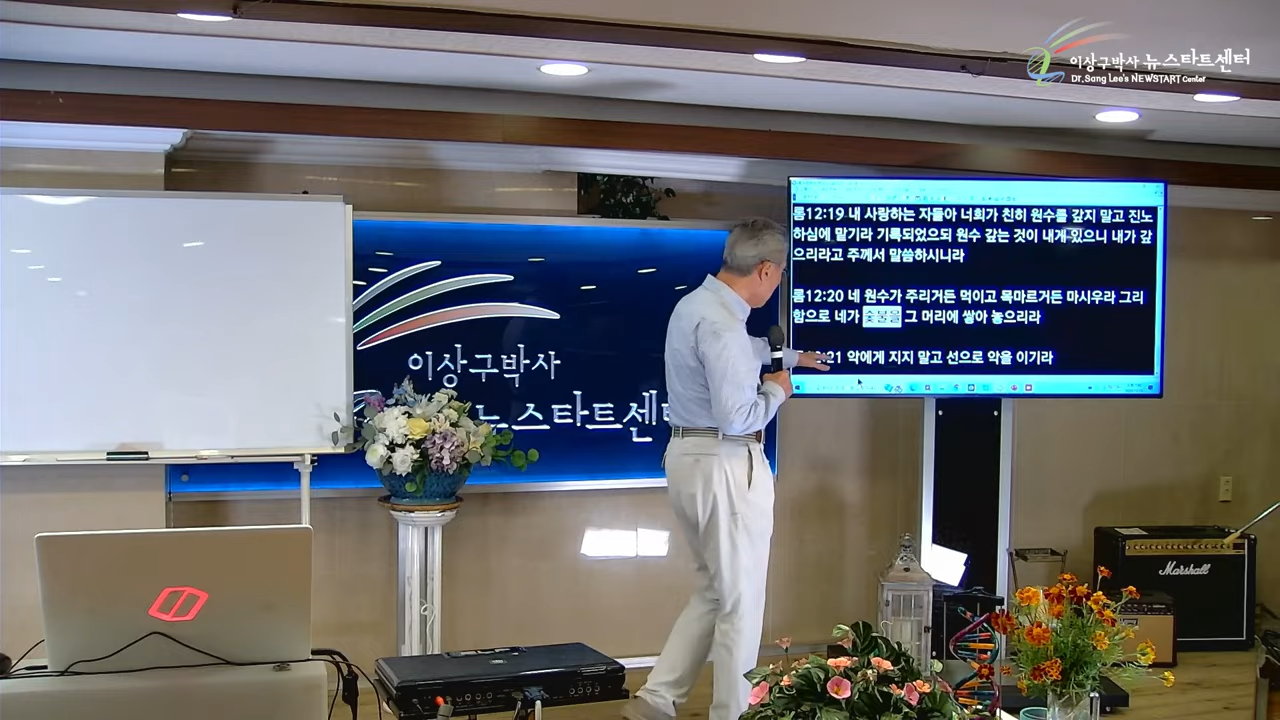 이상구박사 뉴스타트센터
Dr. Sang Lee's NEWSTART Center
롬12:19 내 사랑하는 자들아 너희가 친히 원수를 갚지 말고 진노
하심에 맡기라 기록되었으되 원수 갚는 것이 내게 있으니 내가 갚
으리라고 주께서 말씀하시니라
롬12:20 네 원수가 주리거든 먹이고 목마르거든 마시우라 그리
함으로 네가 숯불을 그 머리에 쌓아 놓으리라
21 악에게 지지 말고 선으로 악을 이기라
이상구박사
뉴스타트센
Marshall